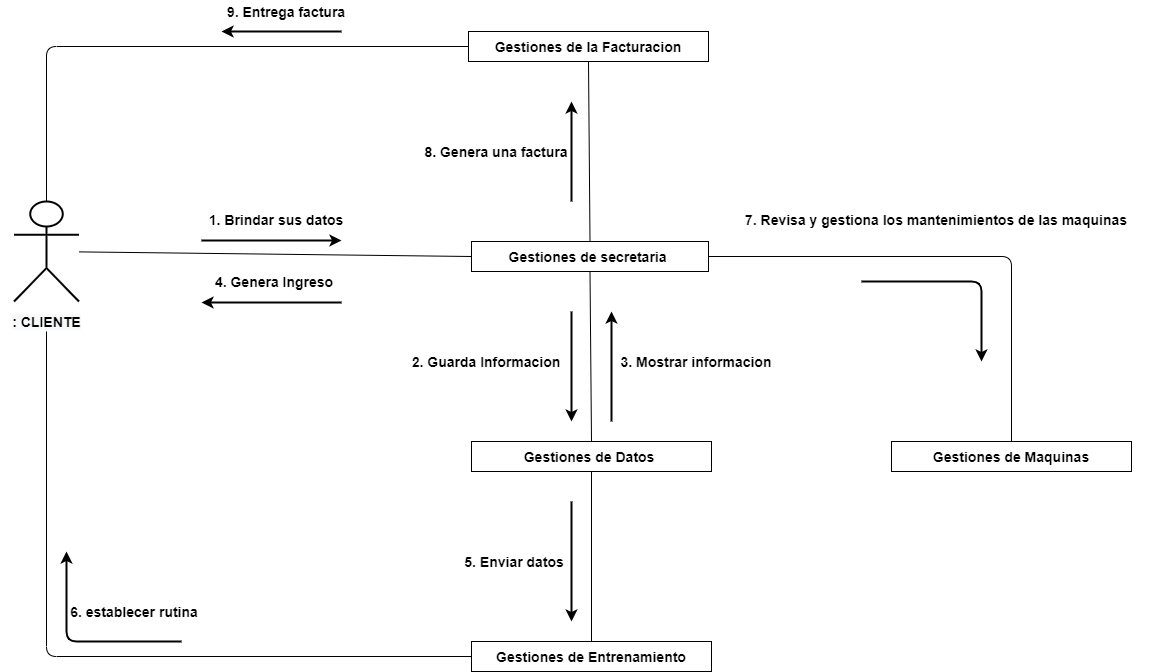 9. Entrega factura
Gestiones de la Facturacion
8. Genera una factura
1. Brindar sus datos
7. Revisa y gestiona los mantenimientos de las maquinas
Gestiones de secretaria
4. Genera Ingreso
: CLIENTE
2. Guarda Informacion
3. Mostrar informacion
Gestiones de Datos
Gestiones de Maquinas
5. Enviar datos
6. establecer rutina
Gestiones de Entrenamiento